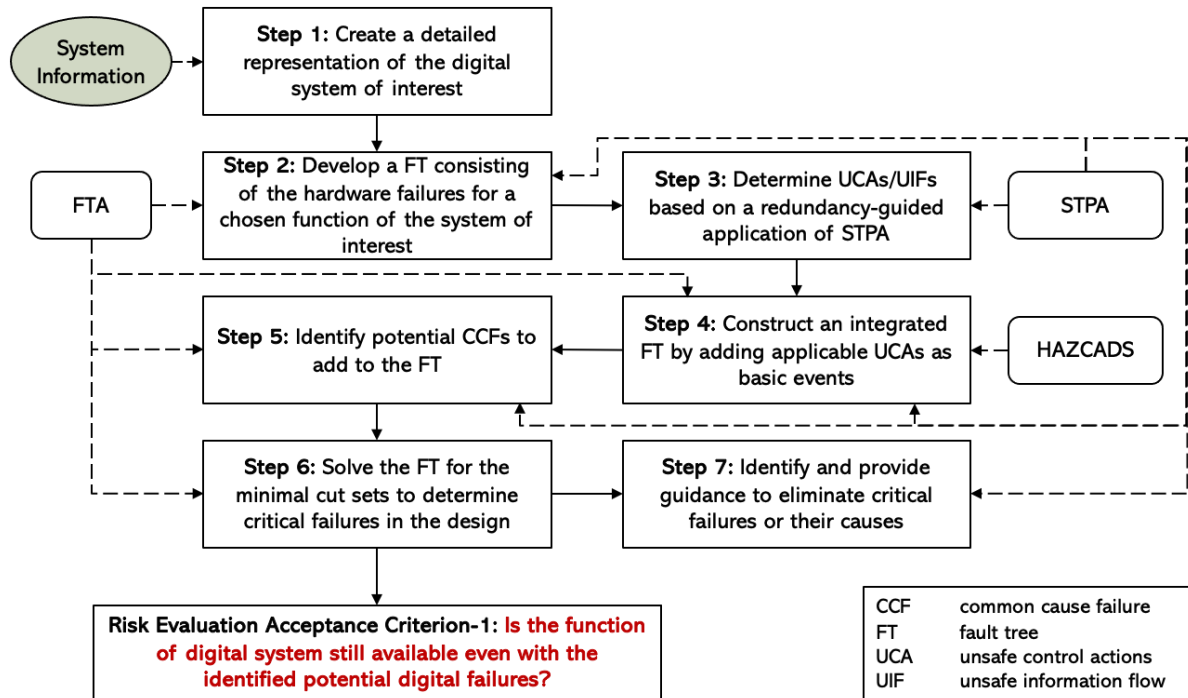 System
Information
Step 1: Create a detailed
representation of the digital
system of interest
FTA
Step 2: Develop a FT consisting
of the hardware failures for a
chosen function of the system of
interest
Step 3: Determine UCAs/UIFs
based on a redundancy-guided
application of STPA
STPA
Step 5: Identify potential CCFs to
add to the FT
Step 4: Construct an integrated
FT by adding applicable UCAs as
basic events
HAZCADS
Step 6: Solve the FT for the
minimal cut sets to determine
critical failures in the design
Step 7: Identify and provide
guidance to eliminate critical
failures or their causes
Risk Evaluation Acceptance Criterion-1: Is the function
of digital system still available even with the
identified potential digital failures?
CCF common cause failure
FT fault tree
UCA unsafe control actions
UIF unsafe information flow